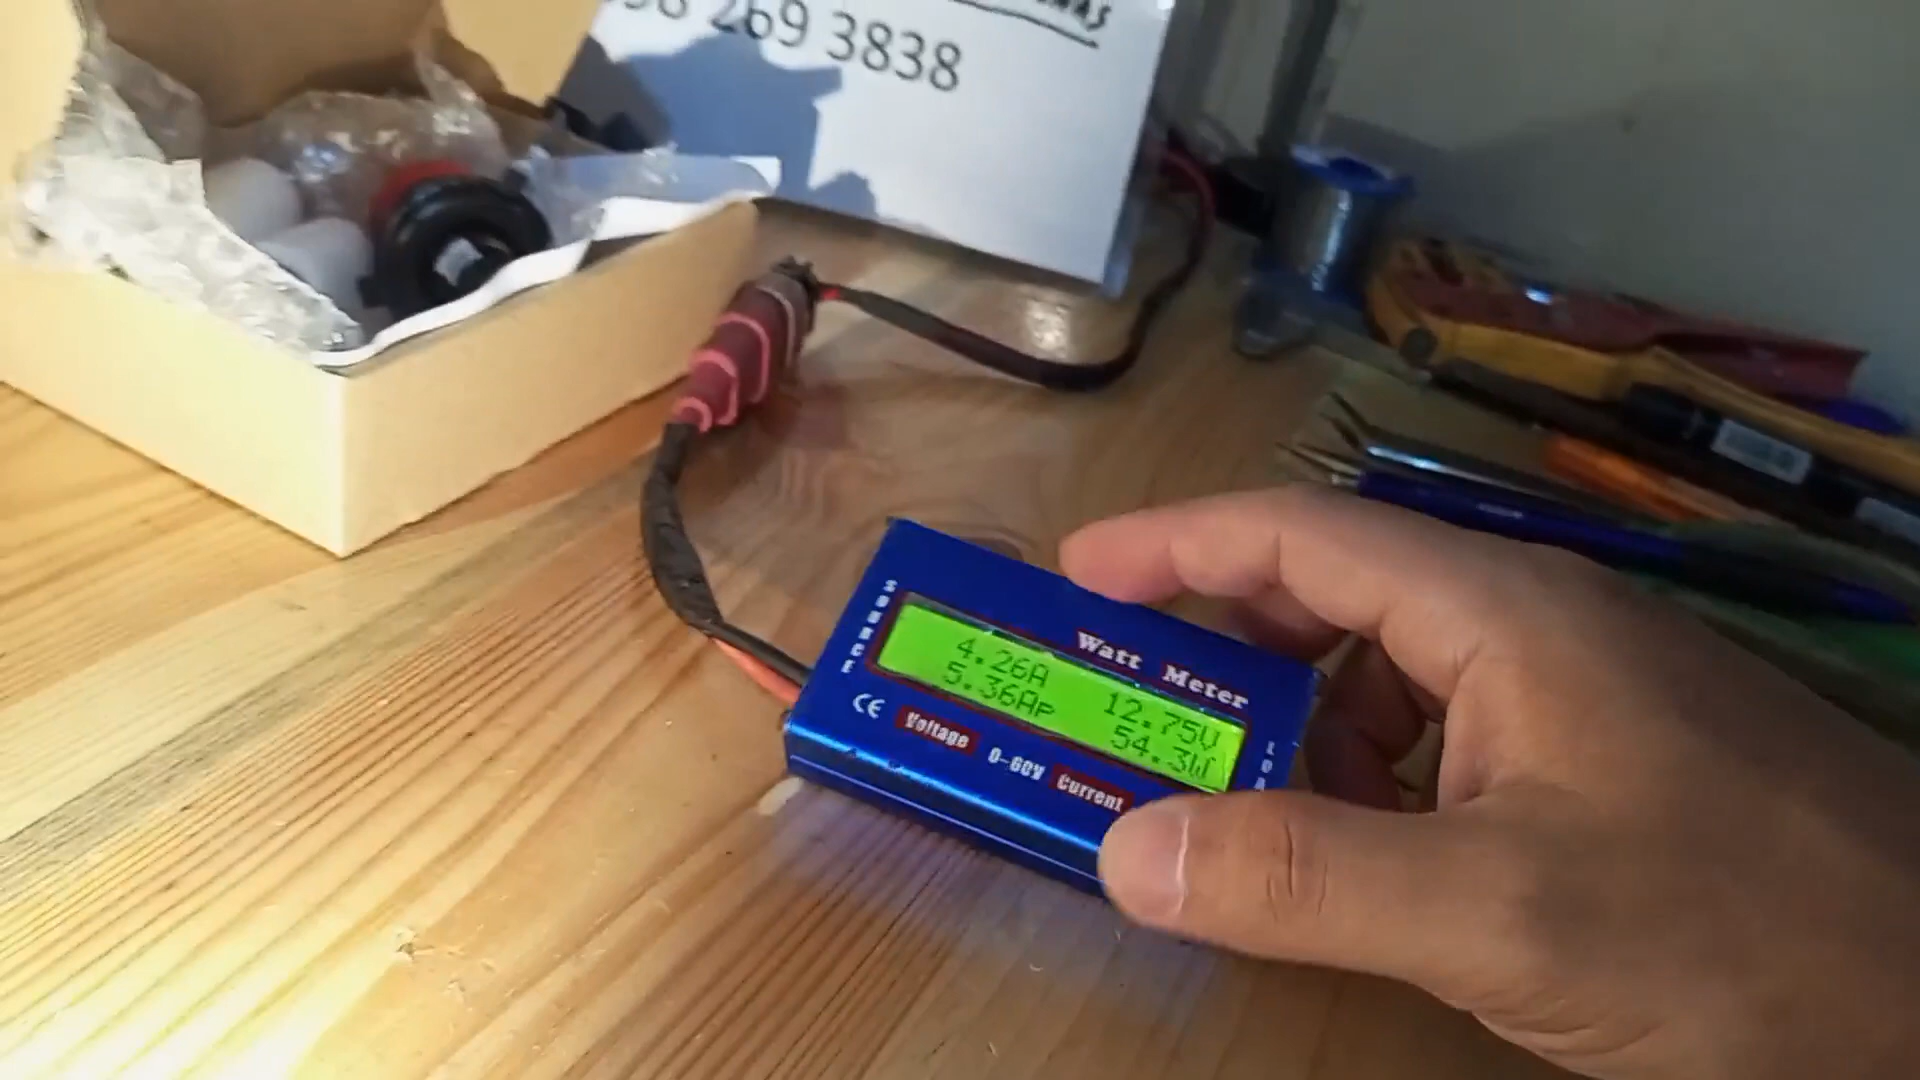 269 3838
Watt Meter
SOURCE
4.26A 12.75V
5.36Ap 54.3W
CE Voltage 0-60V Current